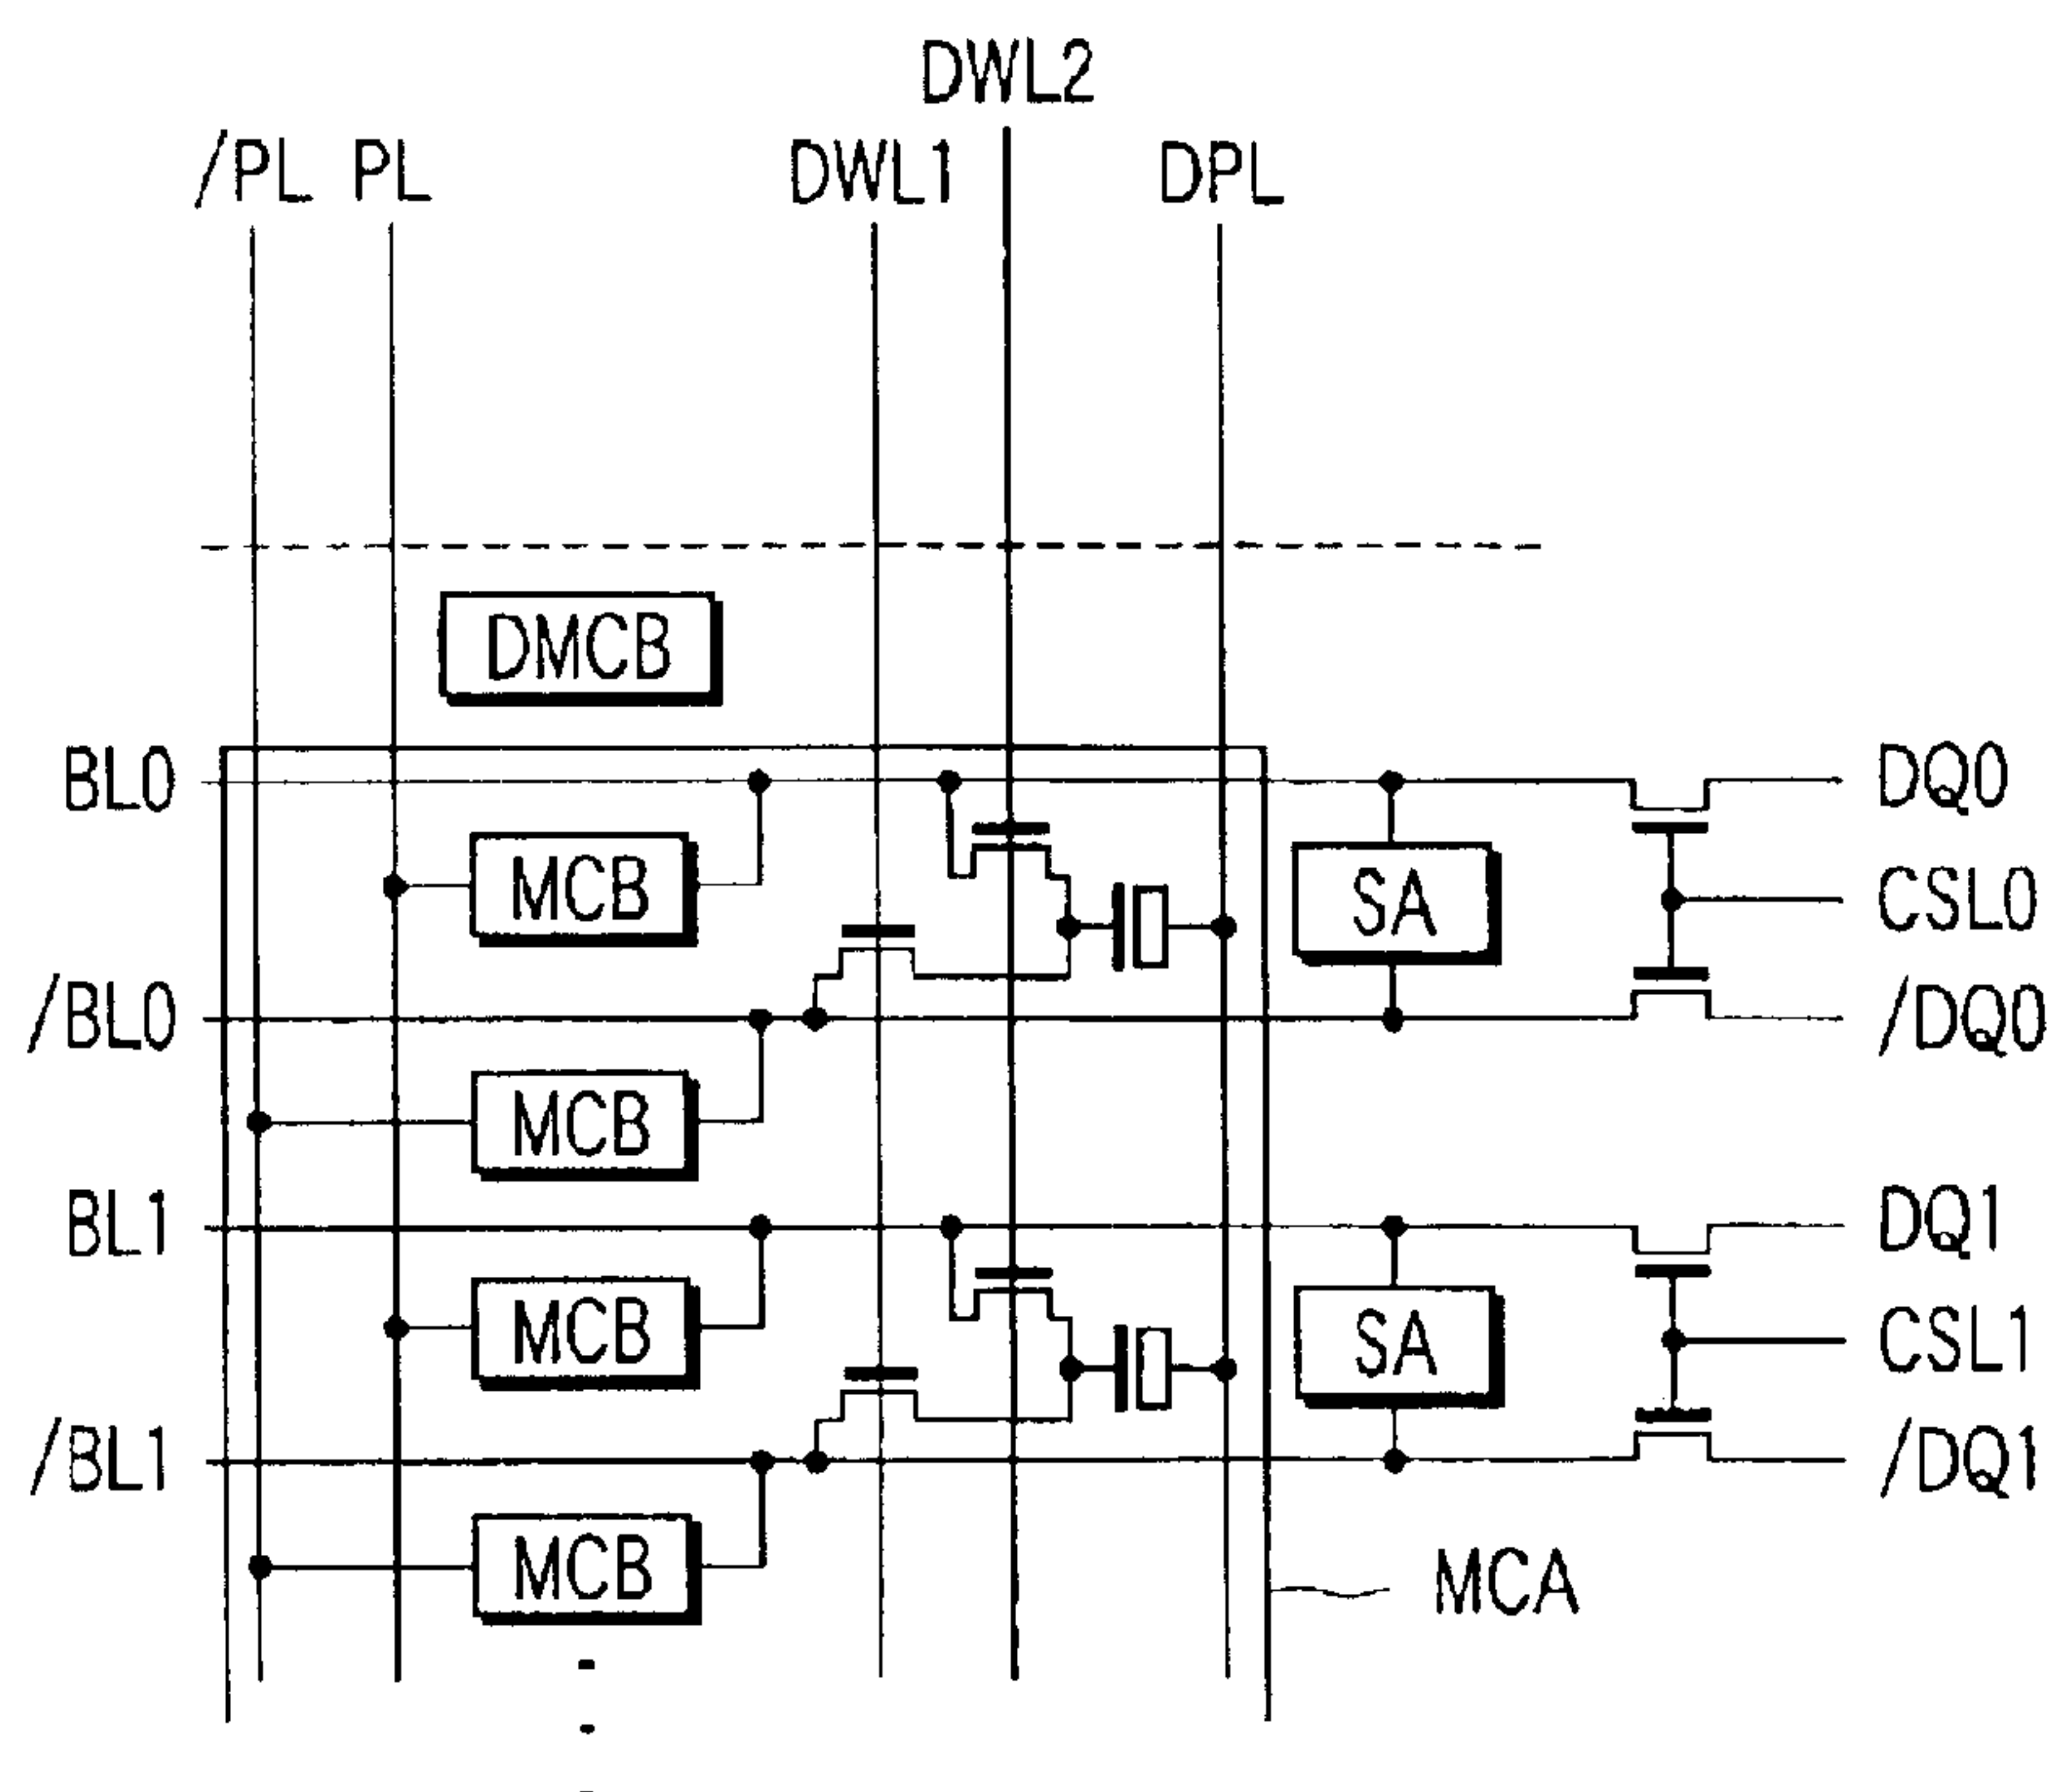 DWL2
/PL PL DWL1 DPL
DMCB
BL0 DQ0
MCB SA CSL0
/BL0 /DQ0
MCB
BL1 DQ1
MCB SA CSL1
/BL1 /DQ1
MCB MCA